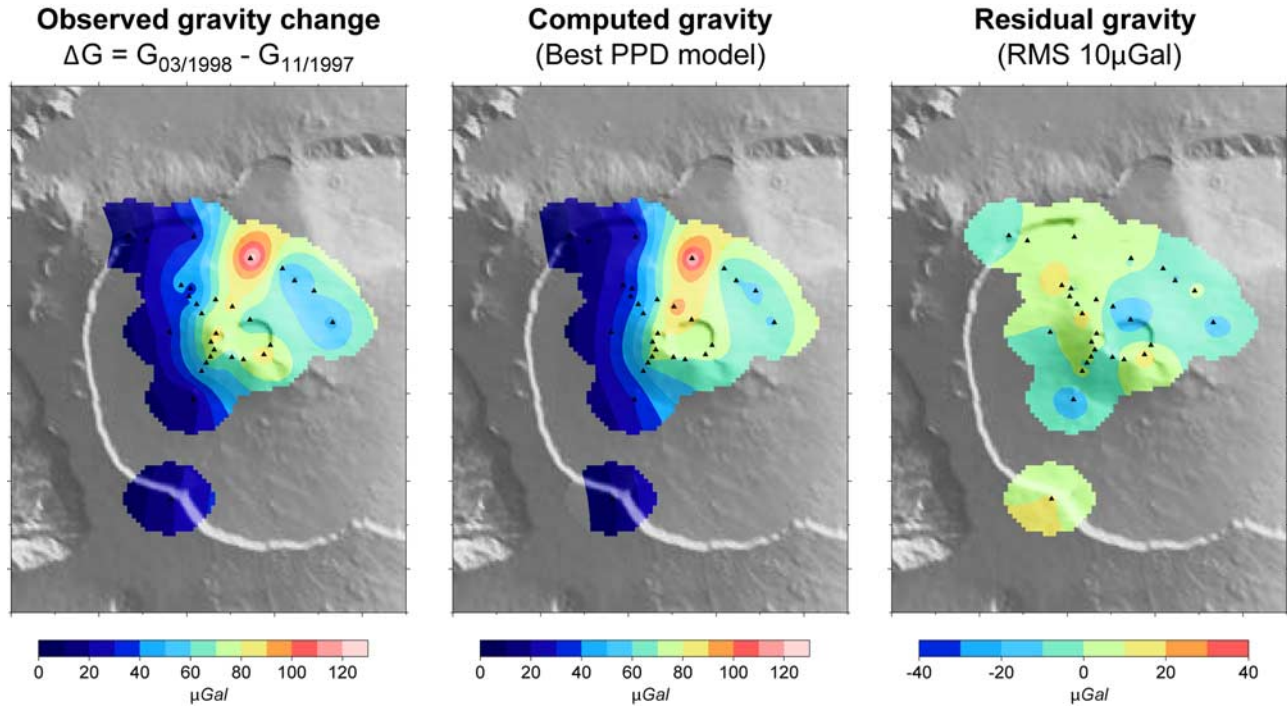 Observed gravity change
ΔG = G03/1998 - G11/1997
Computed gravity
(Best PPD model)
Residual gravity
(RMS 10µGal)
0 20 40 60 80 100 120
µGal
0 20 40 60 80 100 120
µGal
-40 -20 0 20 40
µGal